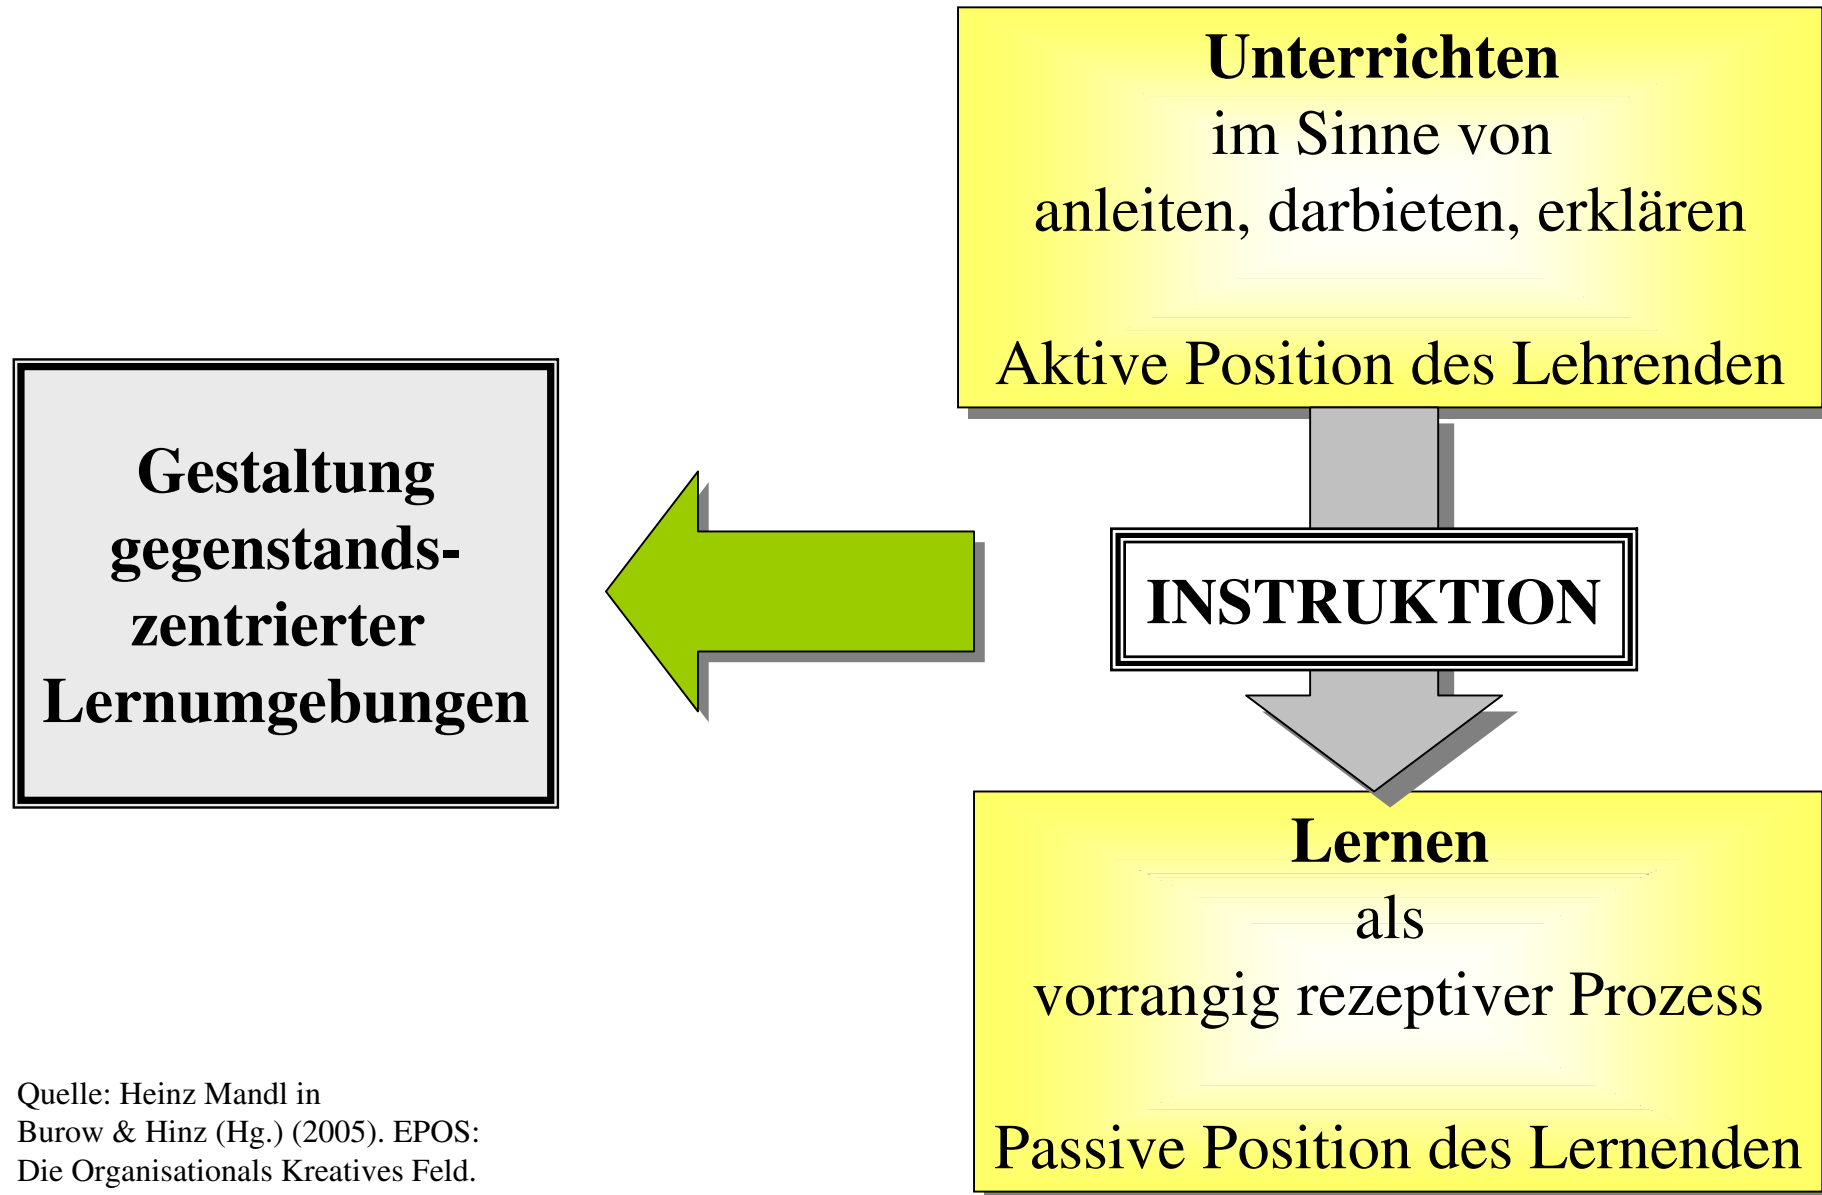 Unterrichten
im Sinne von
anleiten, darbieten, erklären
Aktive Position des Lehrenden
Gestaltung
gegenstands-
zentrierter
Lernumgebungen
INSTRUKTION
Lernen
als
vorrangig rezeptiver Prozess
Passive Position des Lernenden
Quelle: Heinz Mandl in
Burow & Hinz (Hg.) (2005). EPOS:
Die Organisationals Kreatives Feld.